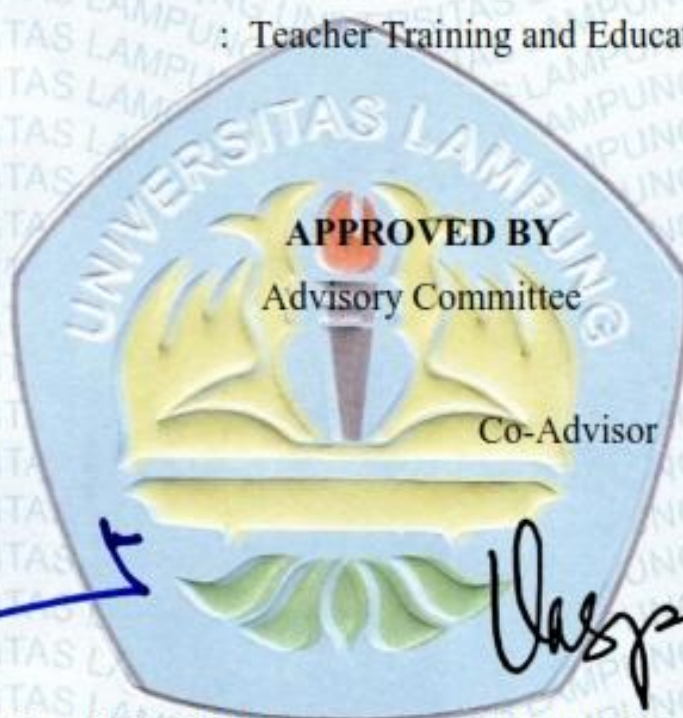 : Teacher Training and Educat
UNIVERSITAS LAMPUNG
APPROVED BY
Advisory Committee
Co-Advisor